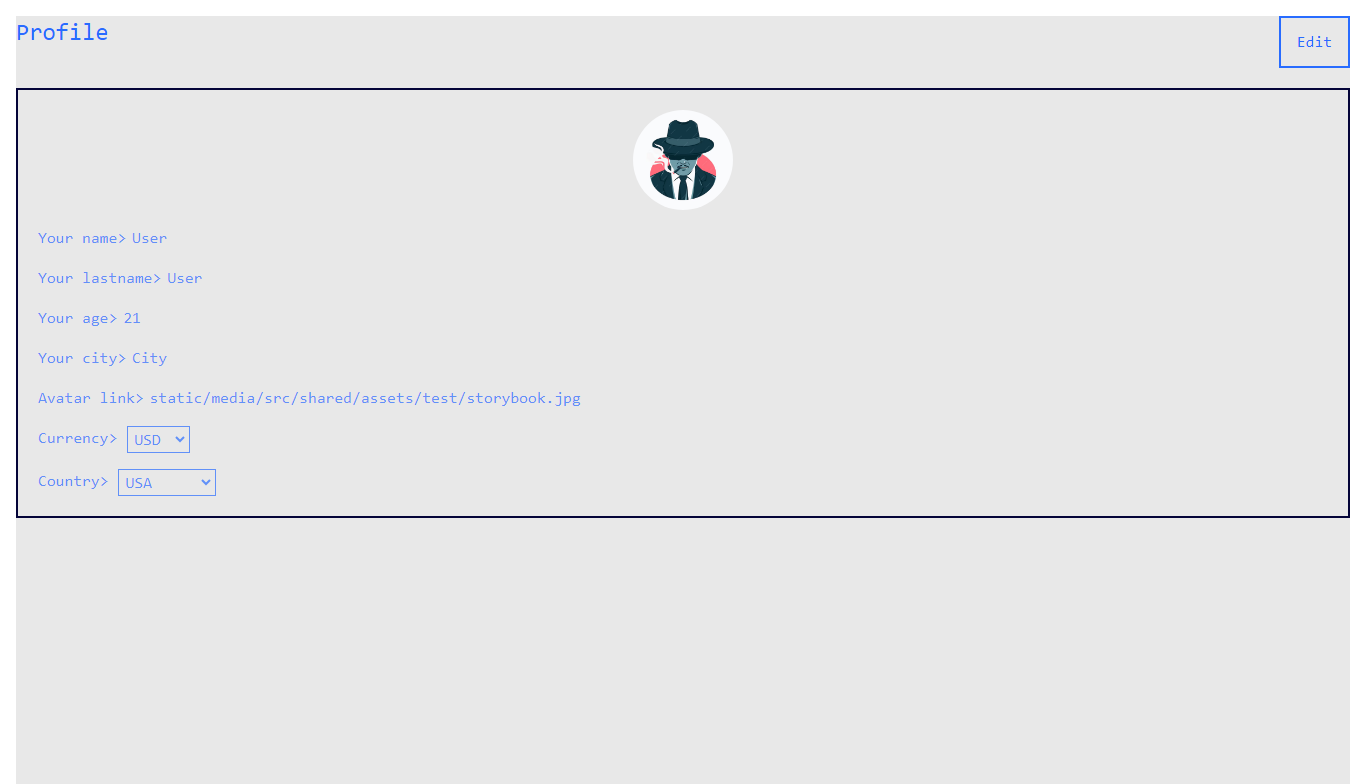 Profile
Edit
Your name> User
Your lastname> User
Your age> 21
Your city> City
Avatar link> static/media/src/shared/assets/test/storybook.jpg
Currency> USD
Country> USA